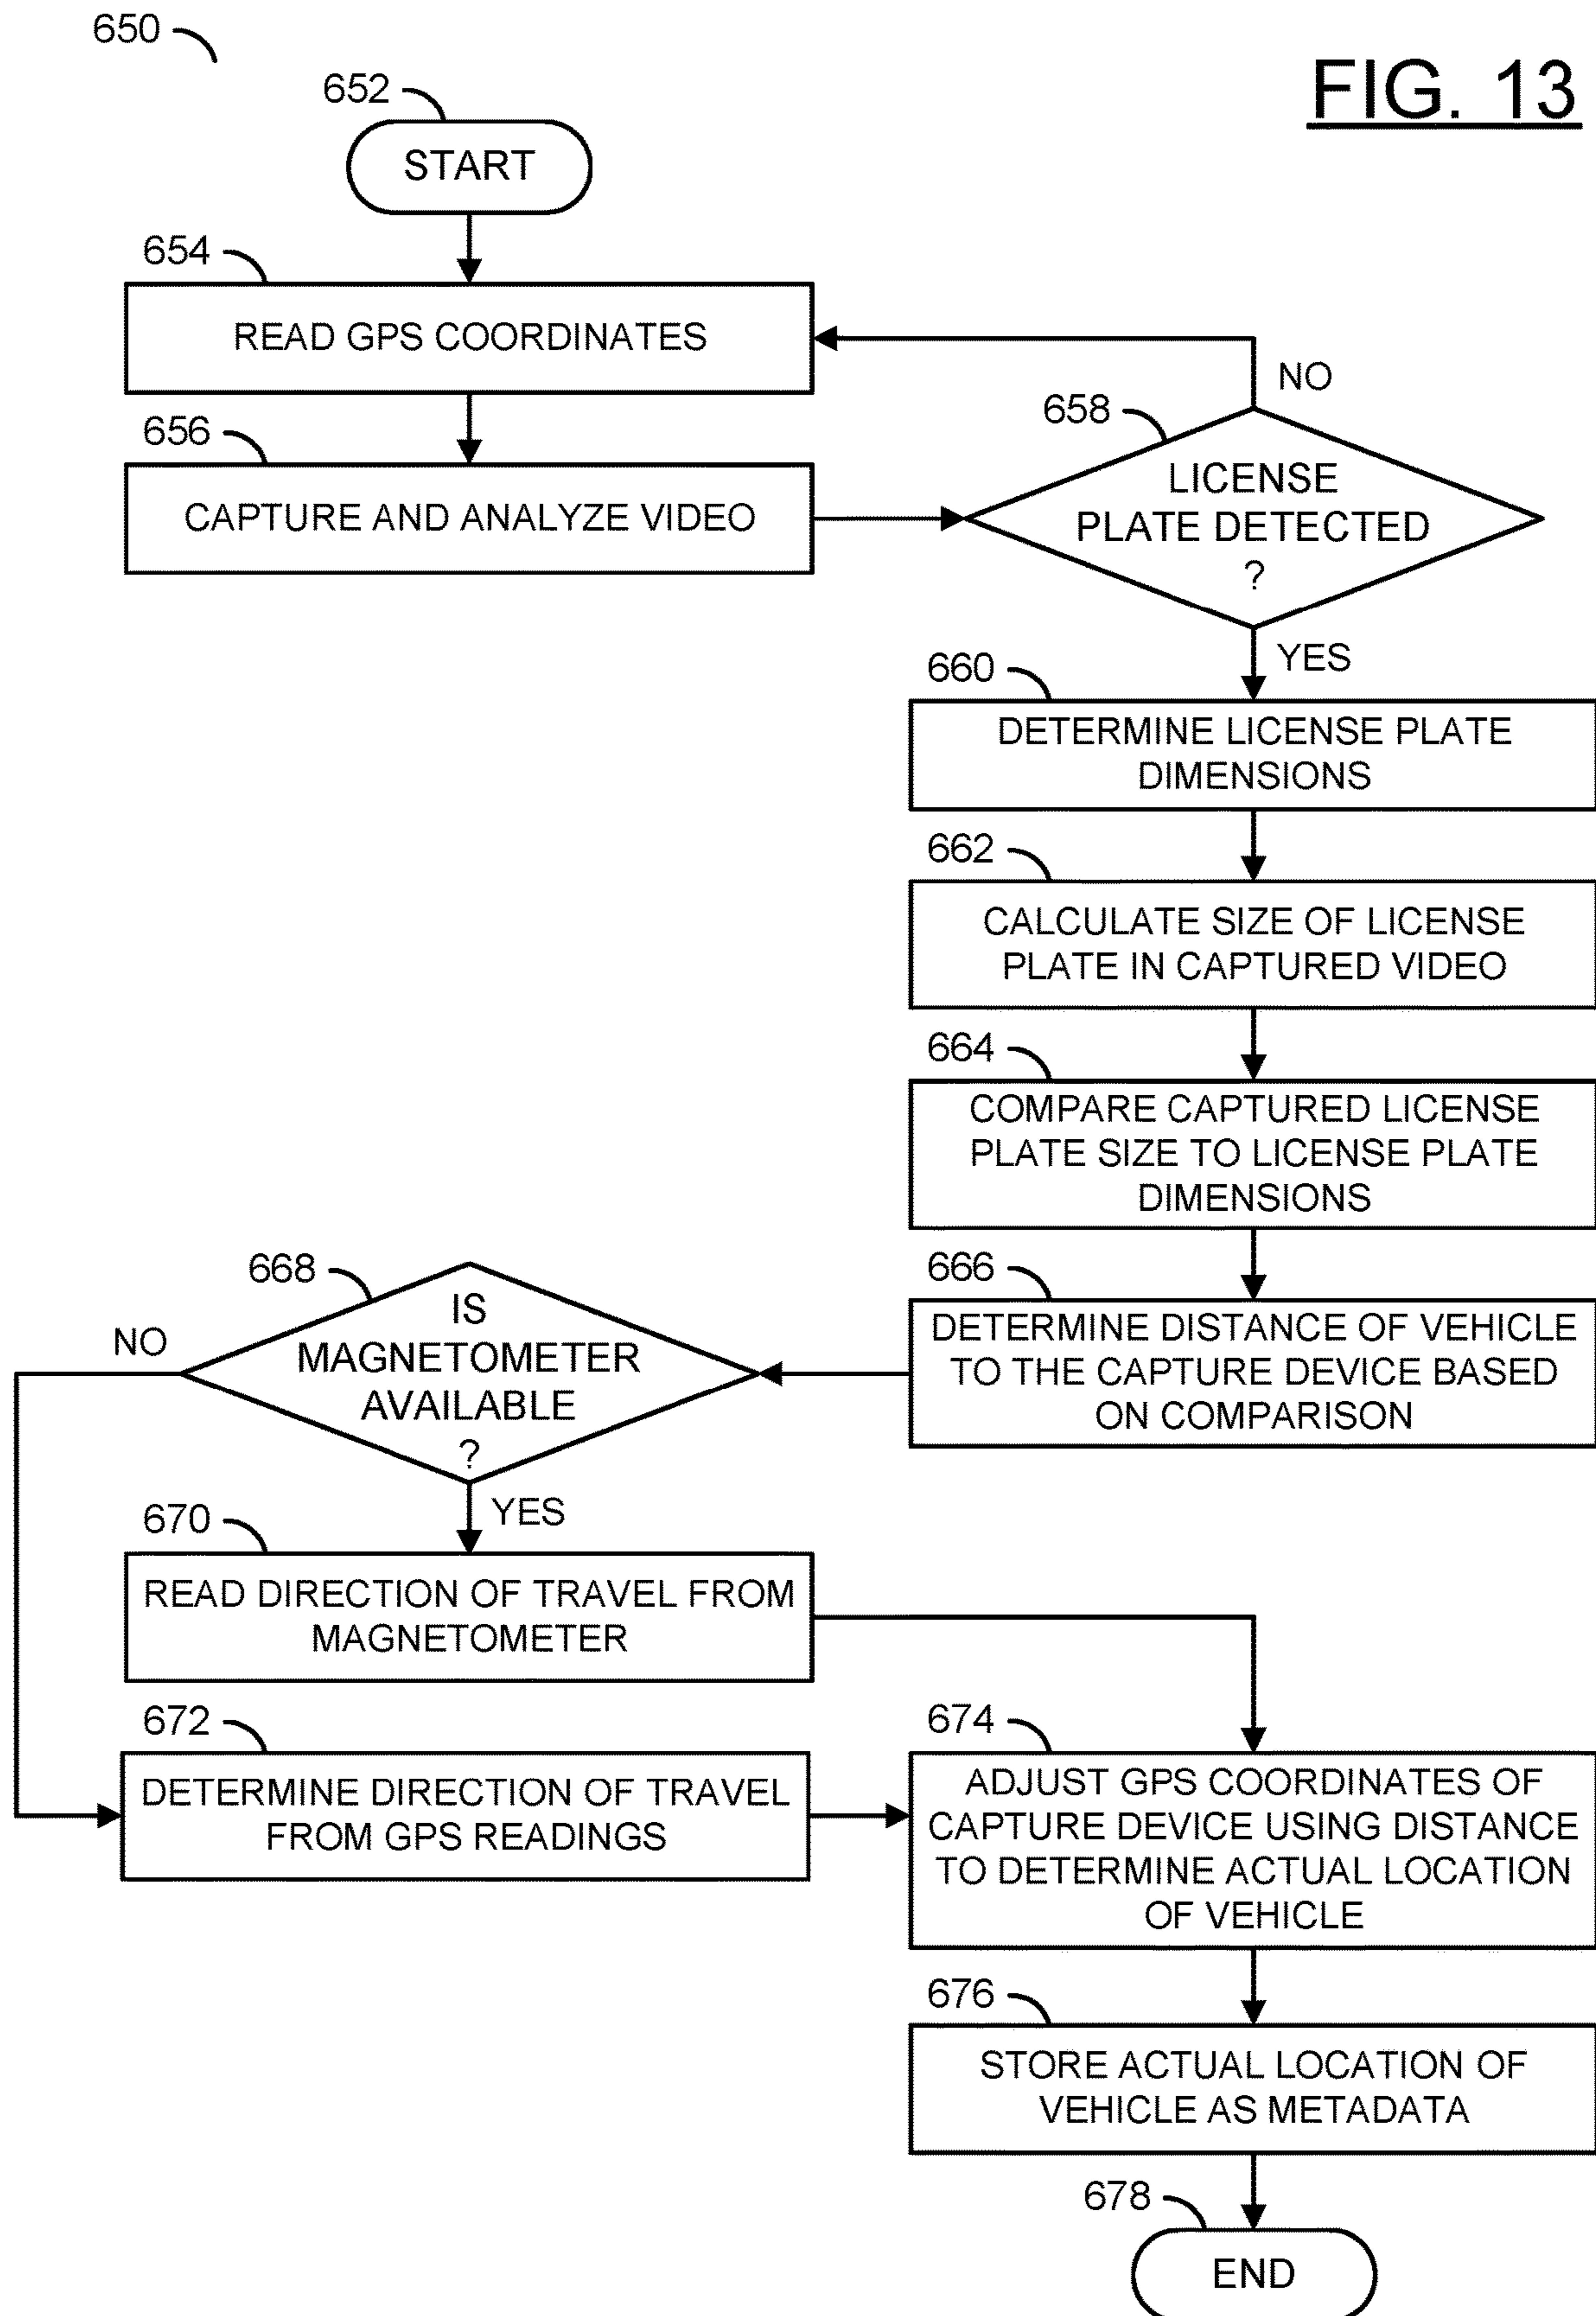 650
FIG. 13
652
START
654
READ GPS COORDINATES
NO
656
CAPTURE AND ANALYZE VIDEO
658
LICENSE
PLATE DETECTED
?
YES
660
DETERMINE LICENSE PLATE
DIMENSIONS
662
CALCULATE SIZE OF LICENSE
PLATE IN CAPTURED VIDEO
664
COMPARE CAPTURED LICENSE
PLATE SIZE TO LICENSE PLATE
DIMENSIONS
666
DETERMINE DISTANCE OF VEHICLE
TO THE CAPTURE DEVICE BASED
ON COMPARISON
668
IS
MAGNETOMETER
AVAILABLE
?
NO
YES
670
READ DIRECTION OF TRAVEL FROM
MAGNETOMETER
672
DETERMINE DIRECTION OF TRAVEL
FROM GPS READINGS
674
ADJUST GPS COORDINATES OF
CAPTURE DEVICE USING DISTANCE
TO DETERMINE ACTUAL LOCATION
OF VEHICLE
676
STORE ACTUAL LOCATION OF
VEHICLE AS METADATA
678
END